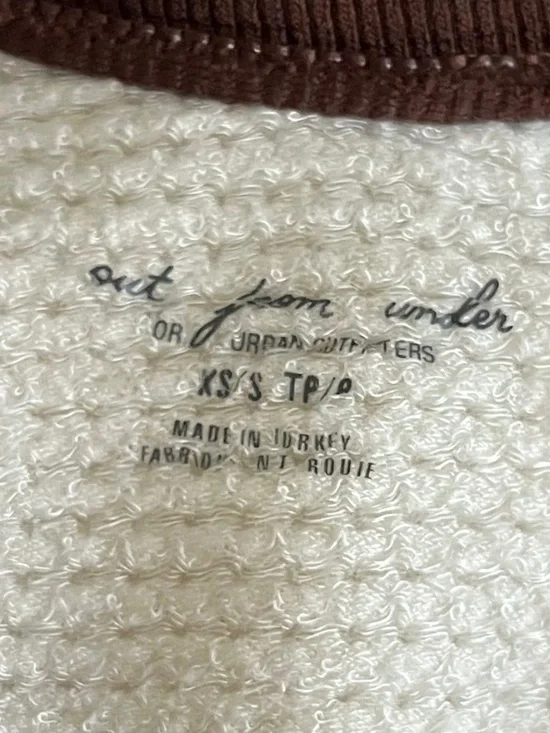 out from under
OR URBAN OUTFITTERS
XS/S TP/P
MADE IN TURKEY